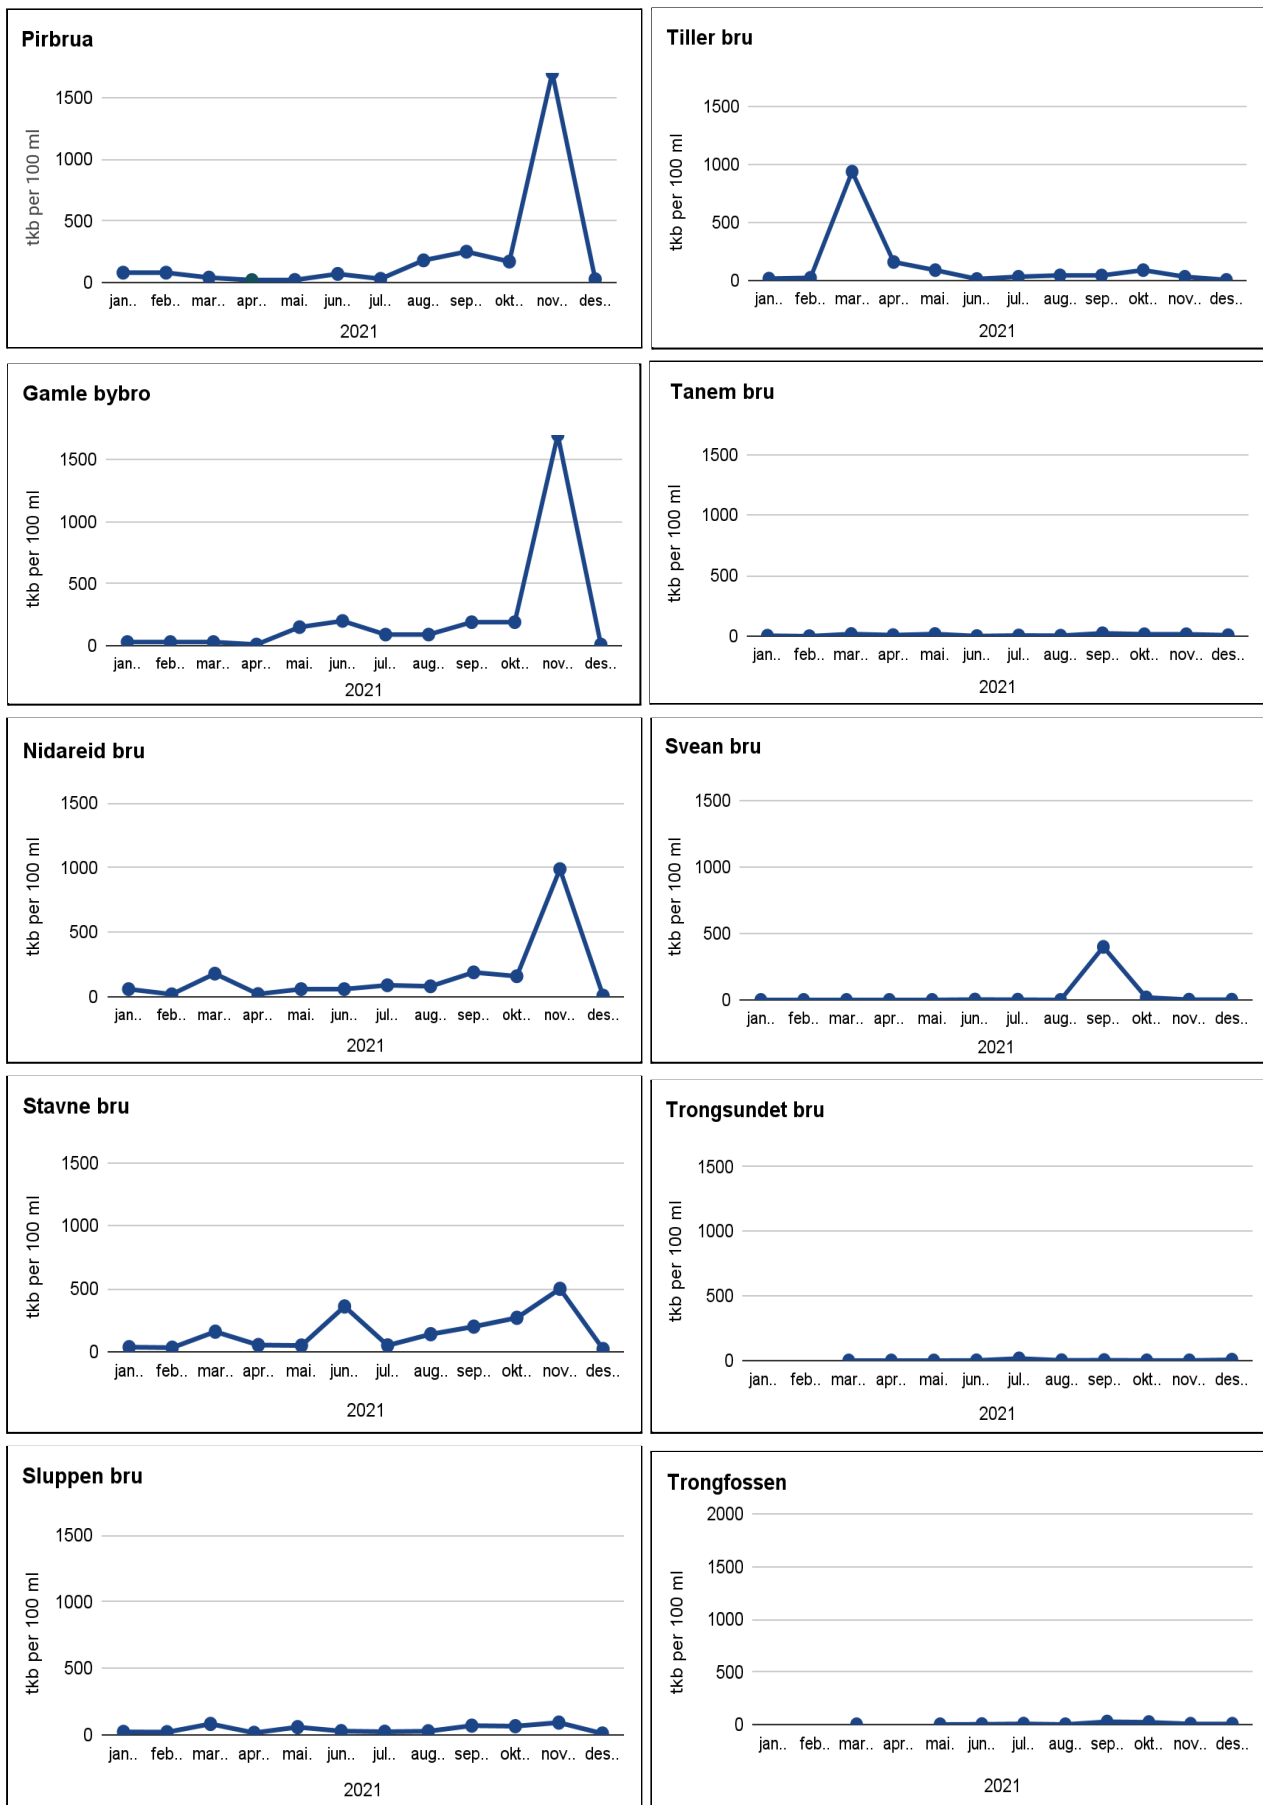 Pirbrua
tkb per 100 ml
1500
1000
500
0
jan.. feb.. mar.. apr.. mai. jun.. jul.. aug.. sep.. okt.. nov.. des..
2021
Tiller bru
tkb per 100 ml
1500
1000
500
0
jan.. feb.. mar.. apr.. mai. jun.. jul.. aug.. sep.. okt.. nov.. des..
2021
Gamle bybro
tkb per 100 ml
1500
1000
500
0
jan.. feb.. mar.. apr.. mai. jun.. jul.. aug.. sep.. okt.. nov.. des..
2021
Tanem bru
tkb per 100 ml
1500
1000
500
0
jan.. feb.. mar.. apr.. mai. jun.. jul.. aug.. sep.. okt.. nov.. des..
2021
Nidareid bru
tkb per 100 ml
1500
1000
500
0
jan.. feb.. mar.. apr.. mai. jun.. jul.. aug.. sep.. okt.. nov.. des..
2021
Svean bru
tkb per 100 ml
1500
1000
500
0
jan.. feb.. mar.. apr.. mai. jun.. jul.. aug.. sep.. okt.. nov.. des..
2021
Stavne bru
tkb per 100 ml
1500
1000
500
0
jan.. feb.. mar.. apr.. mai. jun.. jul.. aug.. sep.. okt.. nov.. des..
2021
Trongsundet bru
tkb per 100 ml
1500
1000
500
0
jan.. feb.. mar.. apr.. mai. jun.. jul.. aug.. sep.. okt.. nov.. des..
2021
Sluppen bru
tkb per 100 ml
1500
1000
500
0
jan.. feb.. mar.. apr.. mai. jun.. jul.. aug.. sep.. okt.. nov.. des..
2021
Trongfossen
tkb per 100 ml
2000
1500
1000
500
0
jan.. feb.. mar.. apr.. mai. jun.. jul.. aug.. sep.. okt.. nov.. des..
2021